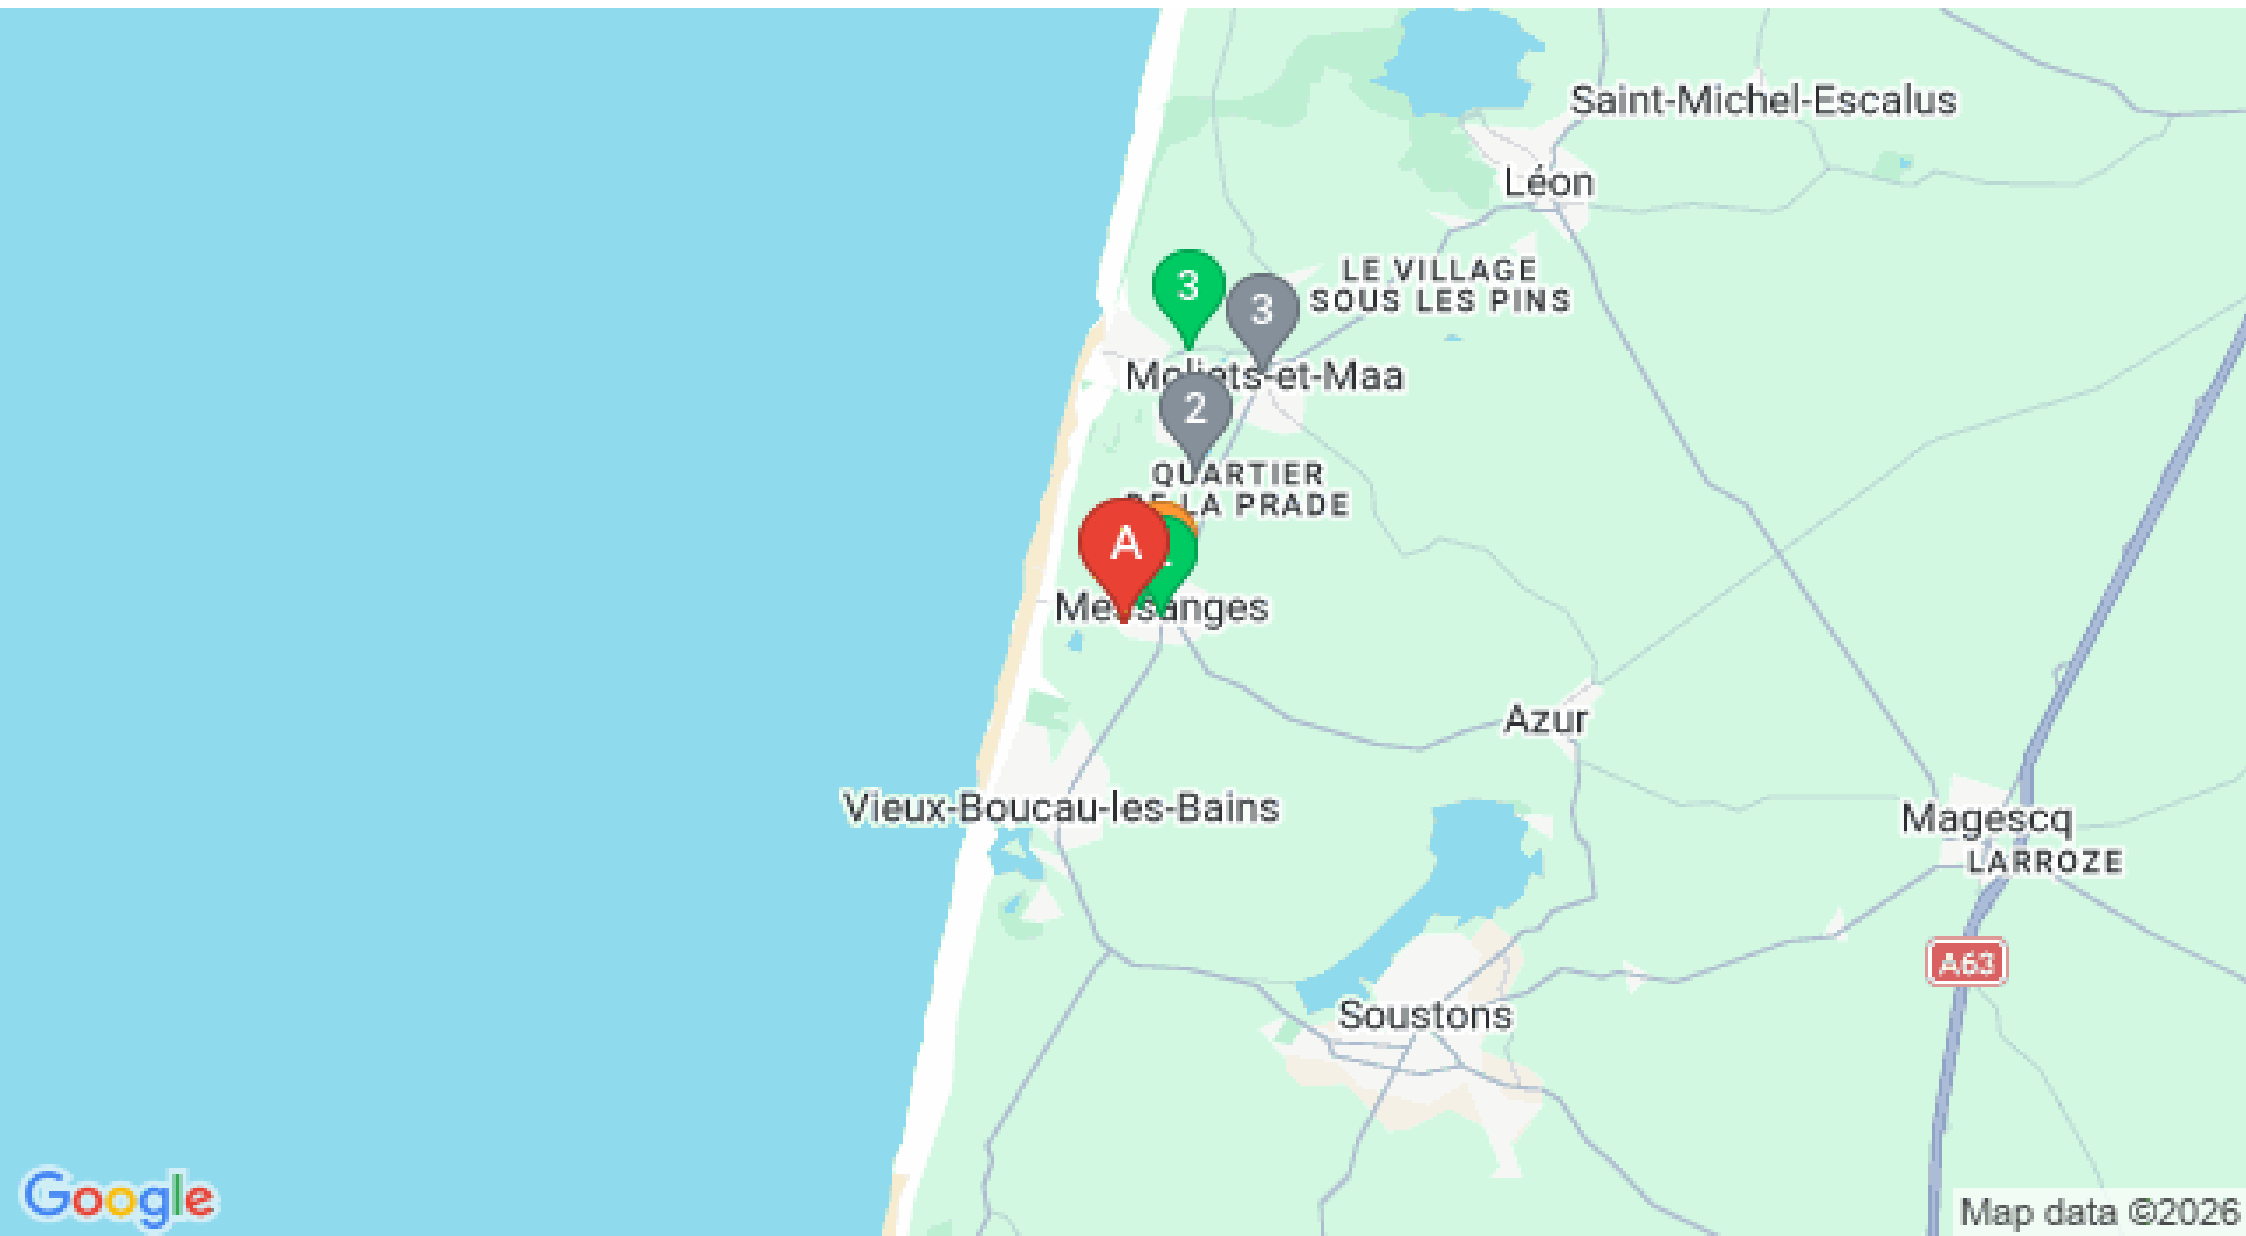 Saint-Michel-Escalus
Léon
LE VILLAGE
SOUS LES PINS
3
3
Moliets-et-Maa
2
QUARTIER
DE LA PRADE
A
Messanges
Azur
Vieux-Boucau-les-Bains
Magescq
LARROZE
A63
Soustons
Google
Map data ©2026